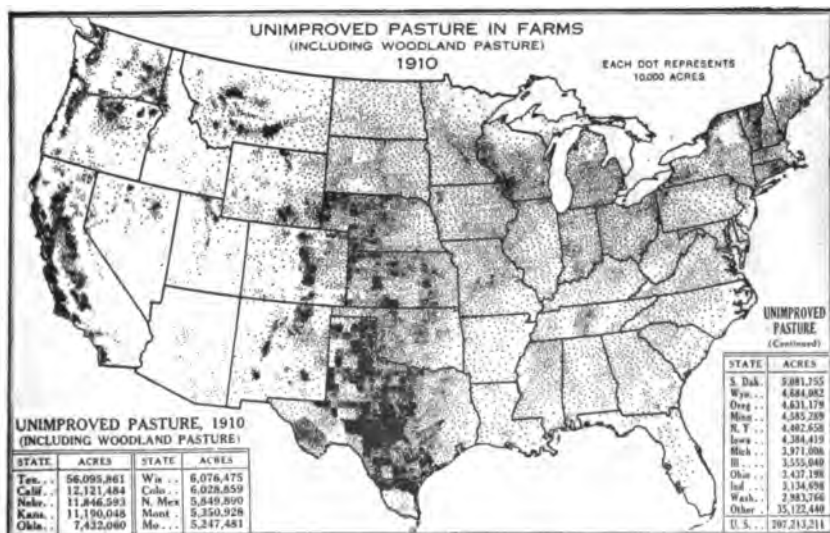 UNIMPROVED PASTURE IN FARMS
(INCLUDING WOODLAND PASTURE)
1910
EACH DOT REPRESENTS
10,000 ACRES
UNIMPROVED PASTURE, 1910
(INCLUDING WOODLAND PASTURE)
STATE ACRES STATE ACRES
Tex... 56,095,861 Wis .. 6,076,475
Calif.. 12,121,484 Colo.. 6,028,859
Nebr.. 11,846,593 N. Mex 5,849,890
Kans.. 11,190,048 Mont . 5,350,928
Okla.. 7,432,060 Mo... 5,247,481
UNIMPROVED
PASTURE
(Continued)
STATE ACRES
S. Dak. 5,081,755
Wyo... 4,684,082
Oreg .. 4,631,179
Minn .. 4,585,289
N. Y .. 4,402,658
Iowa .. 4,384,419
Mich .. 3,971,008
Ill .... 3,555,040
Ohio .. 3,437,198
Ind ... 3,134,698
Wash.. 2,983,766
Other . 35,122,440
U. S... 207,213,211